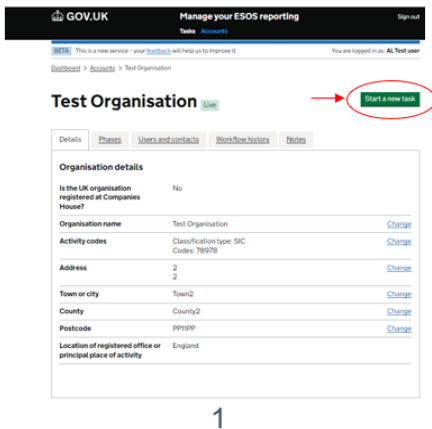 GOV.UK Manage your ESOS reporting Sign out
Tasks Accounts
BETA This is a new service – your feedback will help us to improve it. You are logged in as: AL Test user
Dashboard > Accounts > Test Organisation
Test Organisation Live Start a new task
Details Phases Users and contacts Workflow history Notes
Organisation details
Is the UK organisation No
registered at Companies
House?
Organisation name Test Organisation Change
Activity codes Classification type: SIC Change
Codes: 78978
Address 2 Change
2
Town or city Town2 Change
County County2 Change
Postcode PP11PP Change
Location of registered office or England
principal place of activity
1